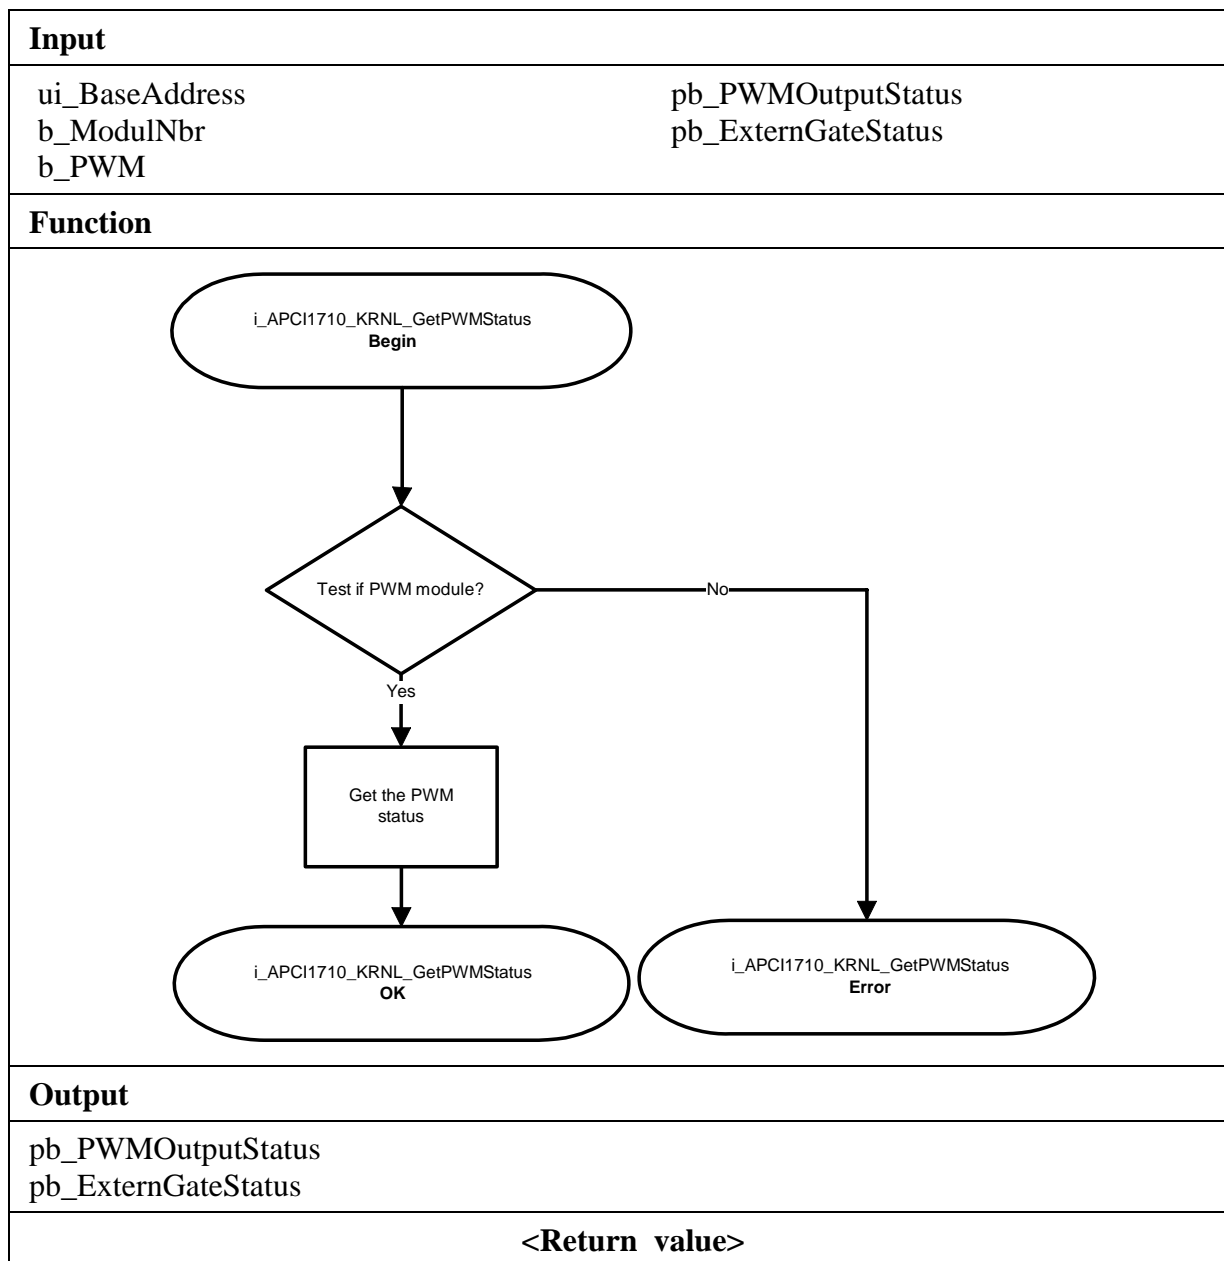 Input
ui_BaseAddress
b_ModulNbr
b_PWM
pb_PWMOutputStatus
pb_ExternGateStatus
Function
i_APCI1710_KRNL_GetPWMStatus
Begin
Test if PWM module?
No
Yes
Get the PWM
status
i_APCI1710_KRNL_GetPWMStatus
OK
i_APCI1710_KRNL_GetPWMStatus
Error
Output
pb_PWMOutputStatus
pb_ExternGateStatus
<Return value>